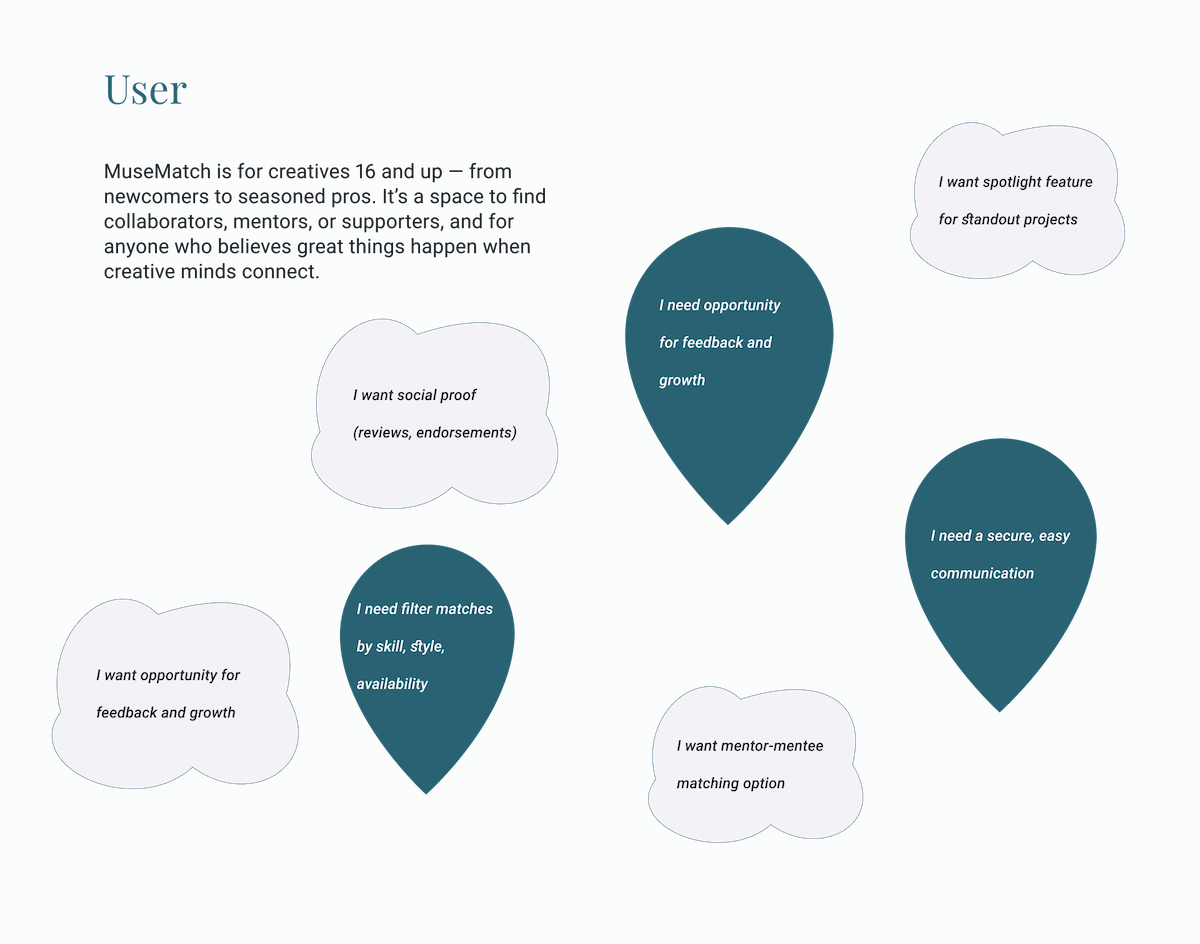 User
MuseMatch is for creatives 16 and up — from
newcomers to seasoned pros. It’s a space to find
collaborators, mentors, or supporters, and for
anyone who believes great things happen when
creative minds connect.
I want spotlight feature
for standout projects
I need opportunity
for feedback and
growth
I want social proof
(reviews, endorsements)
I need a secure, easy
communication
I need filter matches
by skill, style,
availability
I want opportunity for
feedback and growth
I want mentor-mentee
matching option